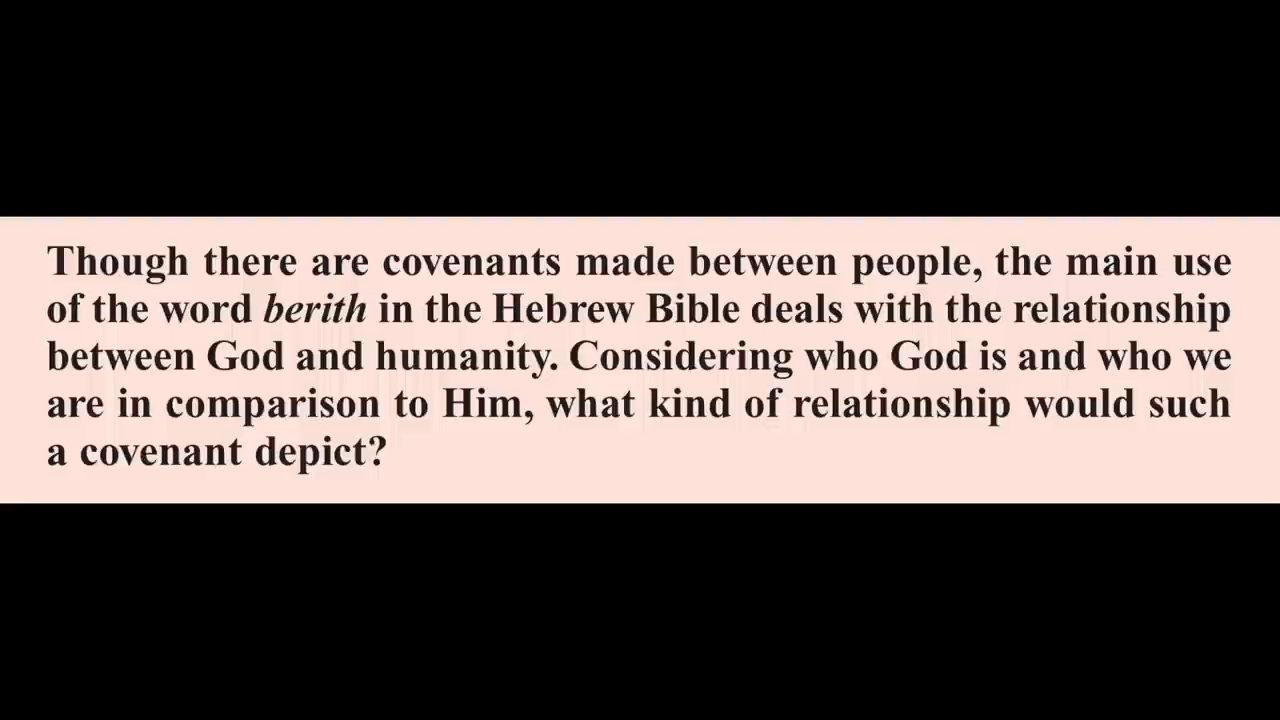 Though there are covenants made between people, the main use
of the word berith in the Hebrew Bible deals with the relationship
between God and humanity. Considering who God is and who we
are in comparison to Him, what kind of relationship would such
a covenant depict?